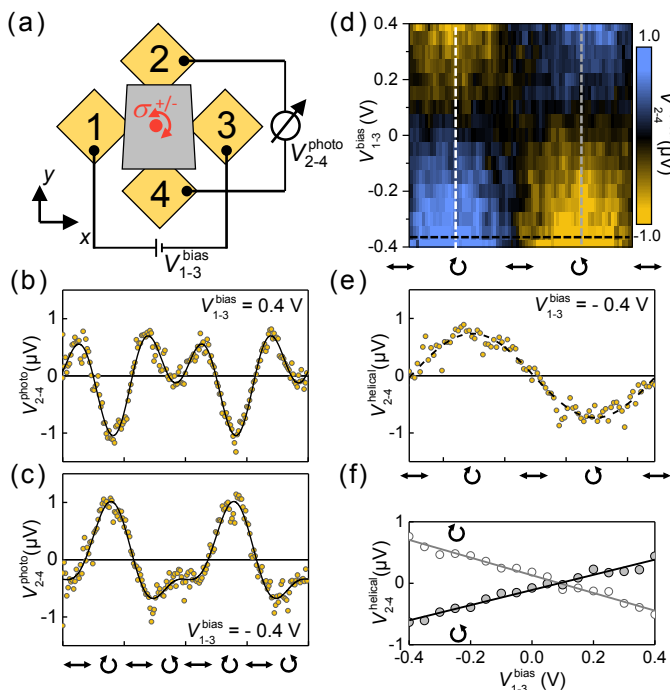 (a)
2
1
3
4
σ+/-
V2-4photo
y
x
V1-3bias
(d)
0.4
0.2
0
-0.2
-0.4
V1-3bias (V)
1.0
-1.0
(b)
V1-3bias = 0.4 V
1
0
-1
V2-4photo (μV)
(c)
1
0
-1
V2-4photo (μV)
V1-3bias = - 0.4 V
(e)
V1-3bias = - 0.4 V
1
0
-1
V2-4helical (μV)
(f)
1
0
-1
V2-4helical (μV)
-0.4
-0.2
0.0
0.2
0.4
V1-3bias (V)